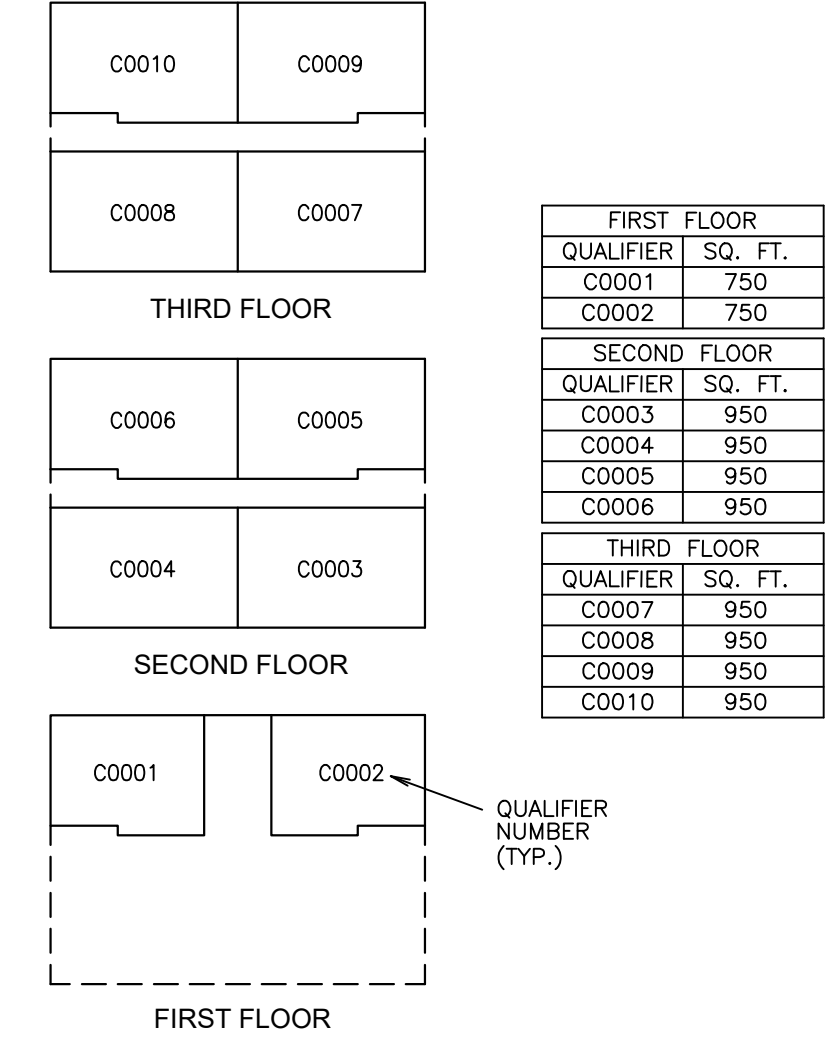 C0010 C0009
C0008 C0007
THIRD FLOOR
C0006 C0005
C0004 C0003
SECOND FLOOR
C0001 C0002
QUALIFIER
NUMBER
(TYP.)
FIRST FLOOR
FIRST FLOOR
QUALIFIER SQ. FT.
C0001 750
C0002 750
SECOND FLOOR
QUALIFIER SQ. FT.
C0003 950
C0004 950
C0005 950
C0006 950
THIRD FLOOR
QUALIFIER SQ. FT.
C0007 950
C0008 950
C0009 950
C0010 950